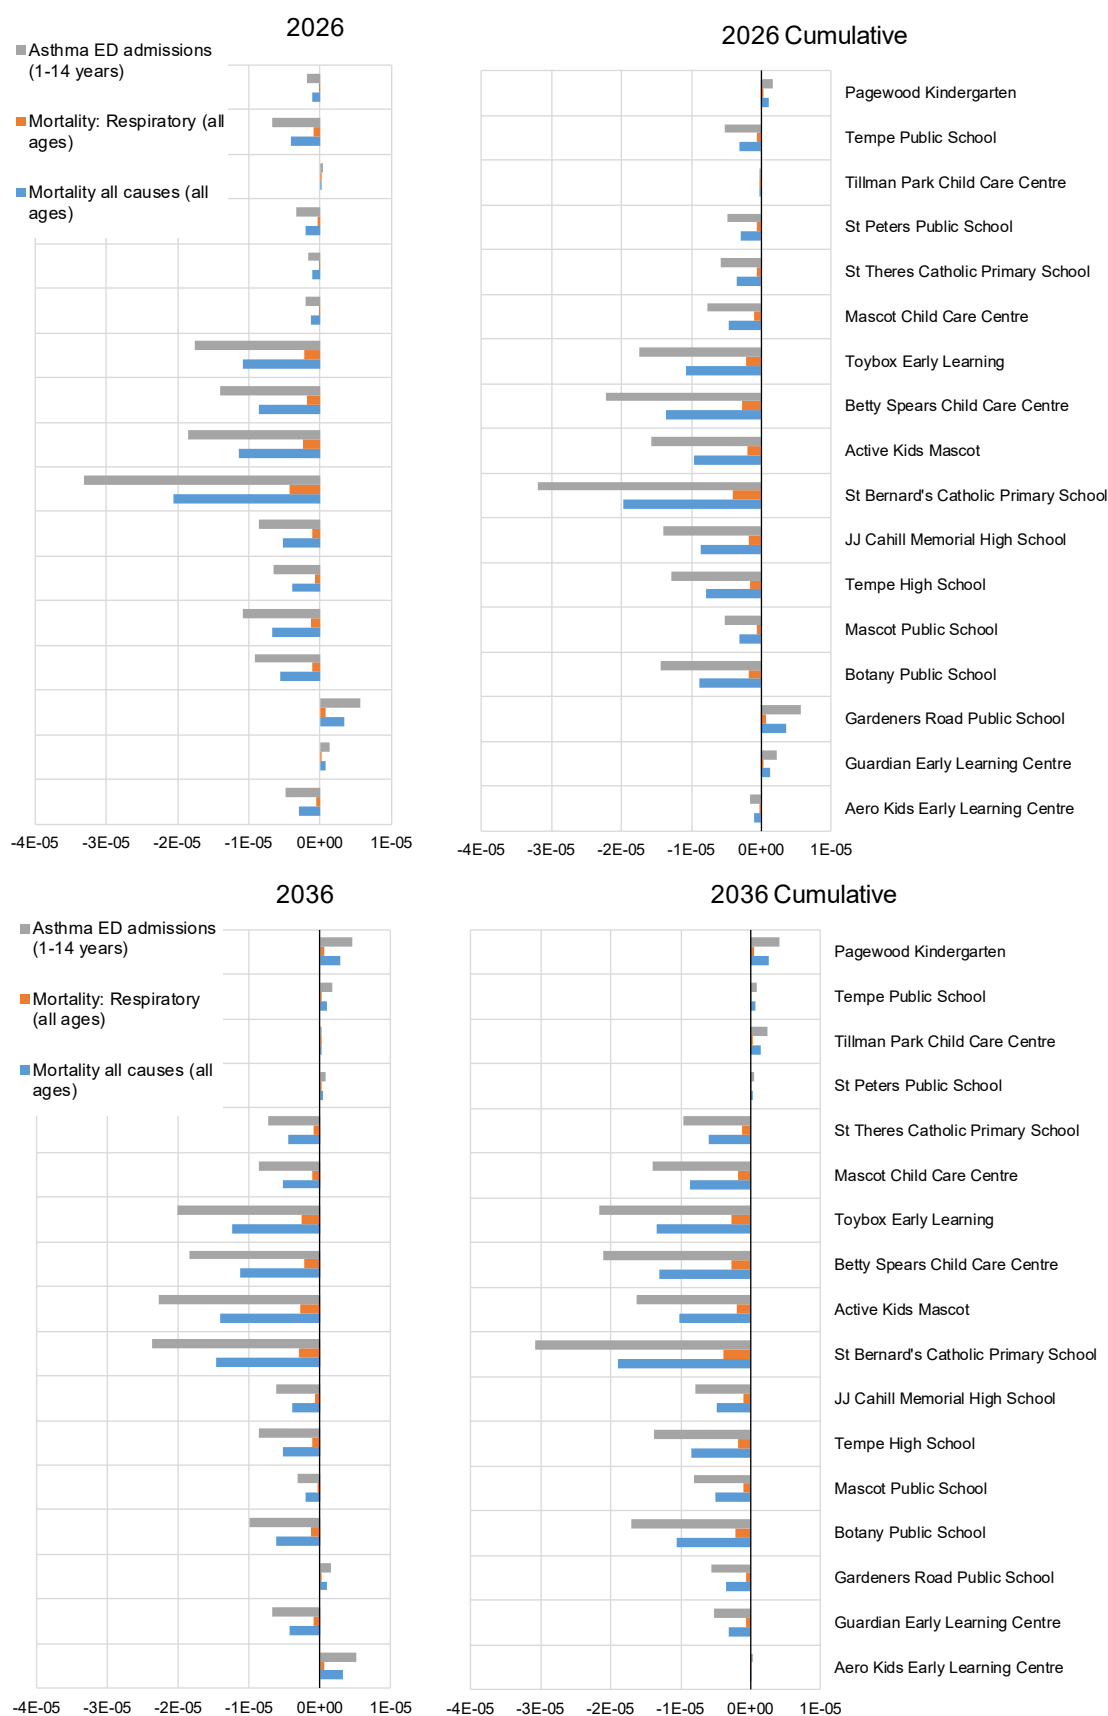 2026
2026 Cumulative
Asthma ED admissions
(1-14 years)
Mortality: Respiratory (all
ages)
Mortality all causes (all
ages)
Pagewood Kindergarten
Tempe Public School
Tillman Park Child Care Centre
St Peters Public School
St Theres Catholic Primary School
Mascot Child Care Centre
Toybox Early Learning
Betty Spears Child Care Centre
Active Kids Mascot
St Bernard's Catholic Primary School
JJ Cahill Memorial High School
Tempe High School
Mascot Public School
Botany Public School
Gardeners Road Public School
Guardian Early Learning Centre
Aero Kids Early Learning Centre
-4E-05 -3E-05 -2E-05 -1E-05 0E+00 1E-05
-4E-05 -3E-05 -2E-05 -1E-05 0E+00 1E-05
2036
2036 Cumulative
Asthma ED admissions
(1-14 years)
Mortality: Respiratory
(all ages)
Mortality all causes (all
ages)
Pagewood Kindergarten
Tempe Public School
Tillman Park Child Care Centre
St Peters Public School
St Theres Catholic Primary School
Mascot Child Care Centre
Toybox Early Learning
Betty Spears Child Care Centre
Active Kids Mascot
St Bernard's Catholic Primary School
JJ Cahill Memorial High School
Tempe High School
Mascot Public School
Botany Public School
Gardeners Road Public School
Guardian Early Learning Centre
Aero Kids Early Learning Centre
-4E-05 -3E-05 -2E-05 -1E-05 0E+00 1E-05
-4E-05 -3E-05 -2E-05 -1E-05 0E+00 1E-05